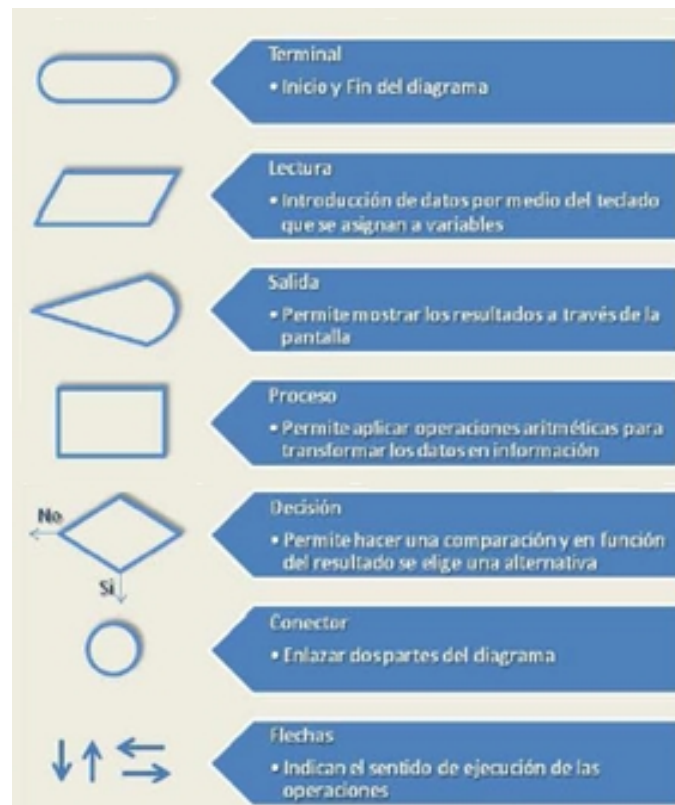 Terminal
• Inicio y Fin del diagrama
Lectura
• Introducción de datos por medio del teclado
que se asignan a variables
Salida
• Permite mostrar los resultados a través de la
pantalla
Proceso
• Permite aplicar operaciones aritméticas para
transformar los datos en información
No
Si
Decisión
• Permite hacer una comparación y en función
del resultado se elige una alternativa
Conector
• Enlazar dos partes del diagrama
Flechas
• Indican el sentido de ejecución de las
operaciones